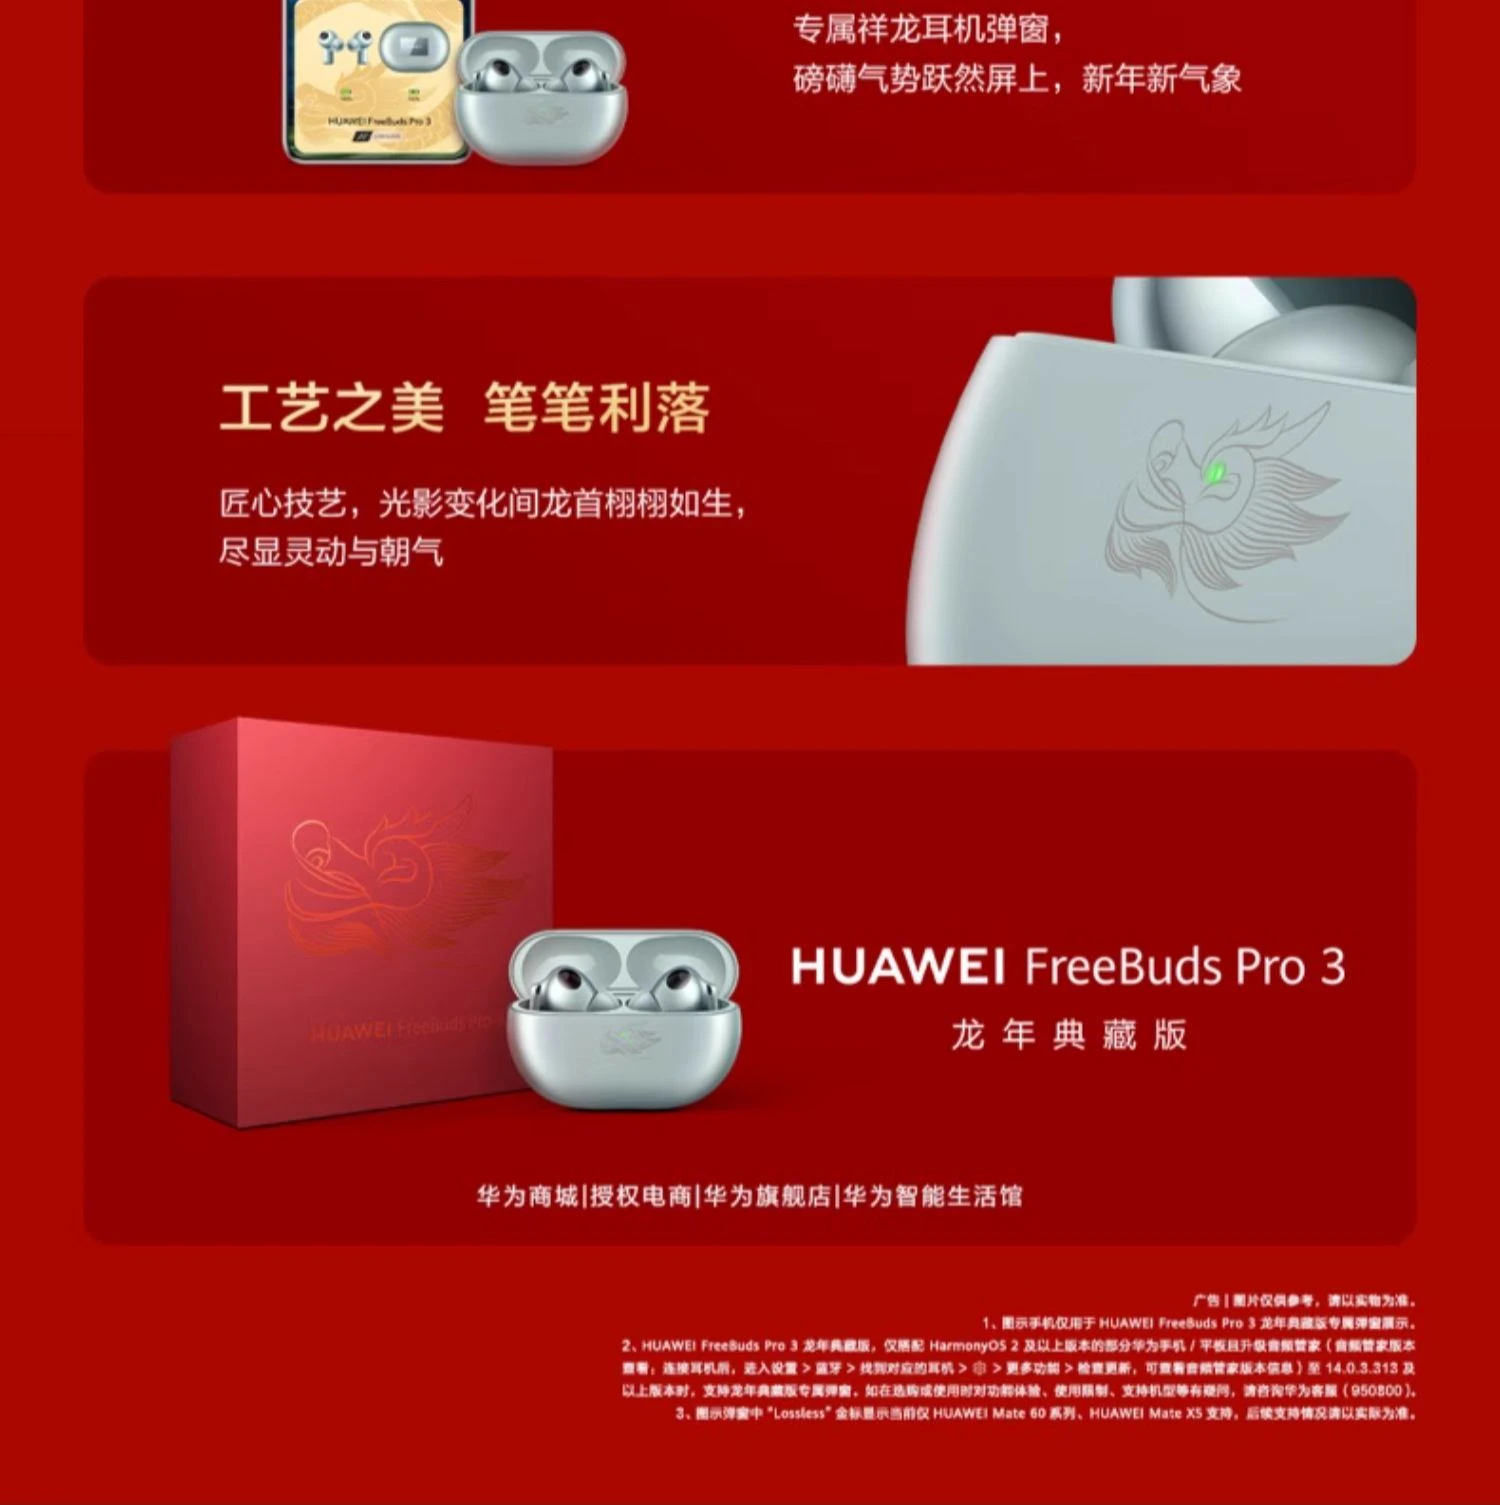 专属祥龙耳机弹窗，
磅礴气势跃然屏上，新年新气象
HUAWEI FreeBuds Pro 3
工艺之美 笔笔利落
匠心技艺，光影变化间龙首栩栩如生，
尽显灵动与朝气
HUAWEI FreeBuds Pro
HUAWEI FreeBuds Pro 3
龙年典藏版
华为商城|授权电商|华为旗舰店|华为智能生活馆
广告 | 图片仅供参考，请以实物为准。
1、图示手机仅用于 HUAWEI FreeBuds Pro 3 龙年典藏版专属弹窗展示。
2、HUAWEI FreeBuds Pro 3 龙年典藏版，仅搭配 HarmonyOS 2 及以上版本的部分华为手机 / 平板且升级音频管家（音频管家版本
查看：连接耳机后，进入设置 > 蓝牙 > 找到对应的耳机 > > 更多功能 > 检查更新，可查看音频管家版本信息）至 14.0.3.313 及
以上版本时，支持龙年典藏版专属弹窗。如在选购或使用时对功能体验、使用限制、支持机型等有疑问，请咨询华为客服（950800）。
3、图示弹窗中 "Lossless" 金标显示当前仅 HUAWEI Mate 60 系列、HUAWEI Mate X5 支持，后续支持情况请以实际为准。